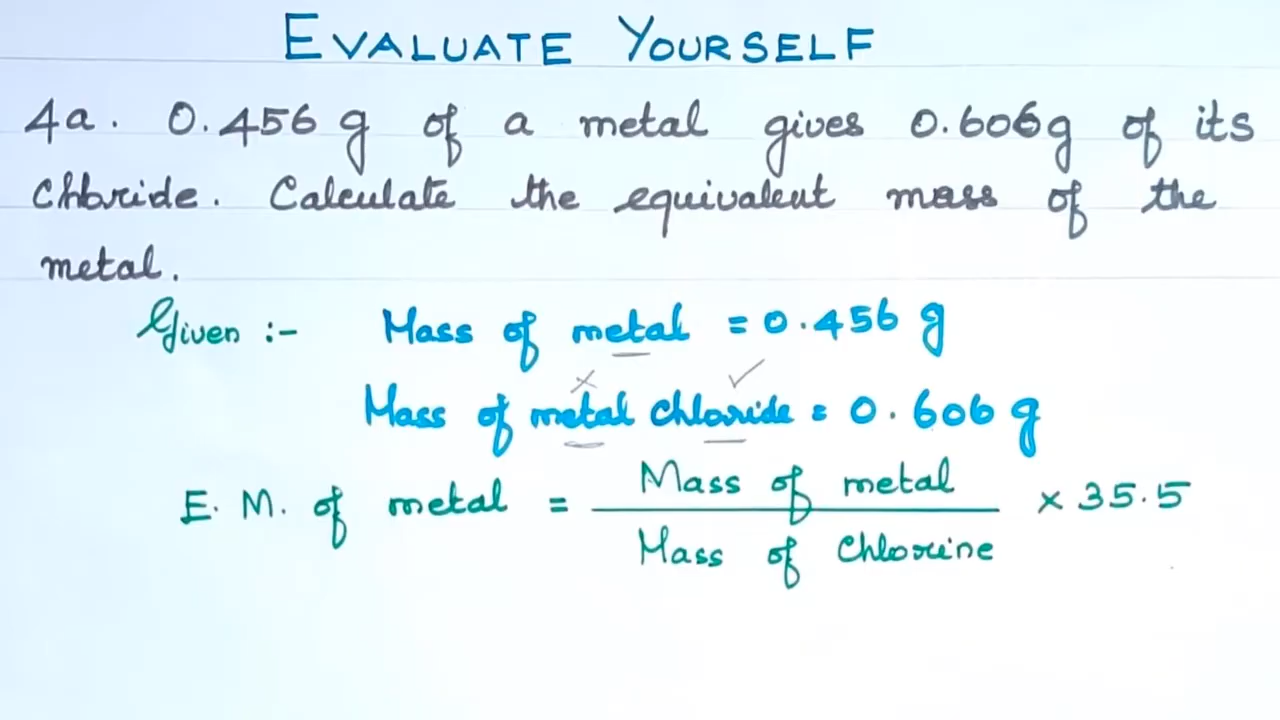 EVALUATE YOURSELF
4a. 0.456 g of a metal gives 0.606g of its
Chloride. Calculate the equivalent mass of the
metal.
Given :- Mass of metal = 0.456 g
Mass of metal chloride = 0.606 g
E. M. of metal = Mass of metal / Mass of Chlorine × 35.5